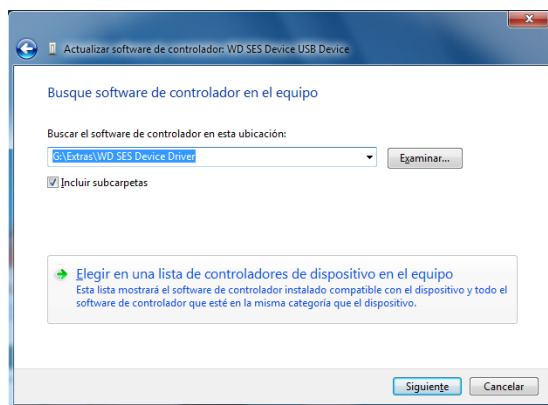 Actualizar software de controlador: WD SES Device USB Device
Busque software de controlador en el equipo
Buscar el software de controlador en esta ubicación:
G:\Extras\WD SES Device Driver
Examinar...
Incluir subcarpetas
Elegir en una lista de controladores de dispositivo en el equipo
Esta lista mostrará el software de controlador instalado compatible con el dispositivo y todo el
software de controlador que esté en la misma categoría que el dispositivo.
Siguiente
Cancelar